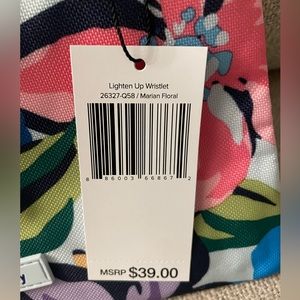 Lighten Up Wristlet
26327-Q58 / Marian Floral
8 86003 66867 2
MSRP $39.00
y